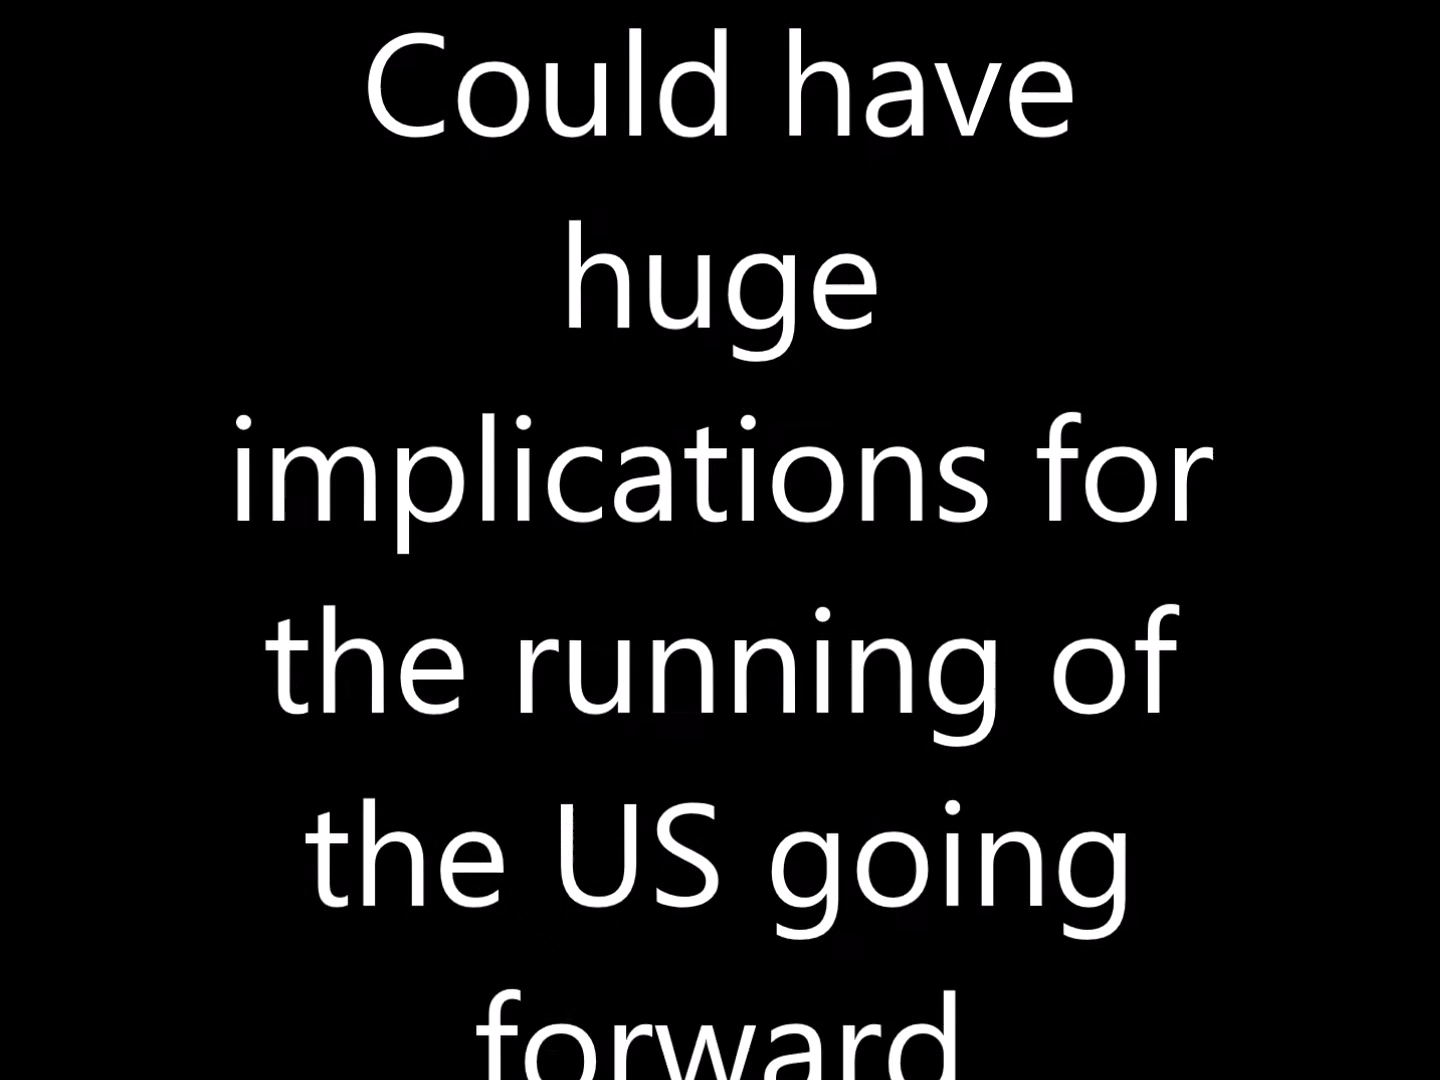 Could have
huge
implications for
the running of
the US going
forward